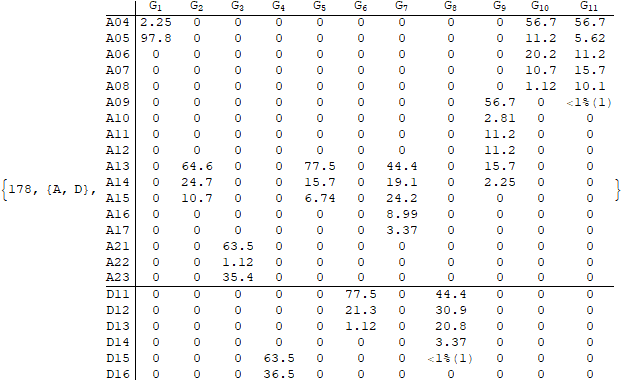 G₁ G₂ G₃ G₄ G₅ G₆ G₇ G₈ G₉ G₁₀ G₁₁
A04 2.25 0 0 0 0 0 0 0 0 56.7 56.7
A05 97.8 0 0 0 0 0 0 0 0 11.2 5.62
A06 0 0 0 0 0 0 0 0 0 20.2 11.2
A07 0 0 0 0 0 0 0 0 0 10.7 15.7
A08 0 0 0 0 0 0 0 0 0 1.12 10.1
A09 0 0 0 0 0 0 0 0 56.7 0 <1%(1)
A10 0 0 0 0 0 0 0 0 2.81 0 0
A11 0 0 0 0 0 0 0 0 11.2 0 0
A12 0 0 0 0 0 0 0 0 11.2 0 0
A13 0 64.6 0 0 77.5 0 44.4 0 15.7 0 0
{178, {A, D}, A14 0 24.7 0 0 15.7 0 19.1 0 2.25 0 0 }
A15 0 10.7 0 0 6.74 0 24.2 0 0 0 0
A16 0 0 0 0 0 0 8.99 0 0 0 0
A17 0 0 0 0 0 0 3.37 0 0 0 0
A21 0 0 63.5 0 0 0 0 0 0 0 0
A22 0 0 1.12 0 0 0 0 0 0 0 0
A23 0 0 35.4 0 0 0 0 0 0 0 0
D11 0 0 0 0 0 77.5 0 44.4 0 0 0
D12 0 0 0 0 0 21.3 0 30.9 0 0 0
D13 0 0 0 0 0 1.12 0 20.8 0 0 0
D14 0 0 0 0 0 0 0 3.37 0 0 0
D15 0 0 0 63.5 0 0 0 <1%(1) 0 0 0
D16 0 0 0 36.5 0 0 0 0 0 0 0